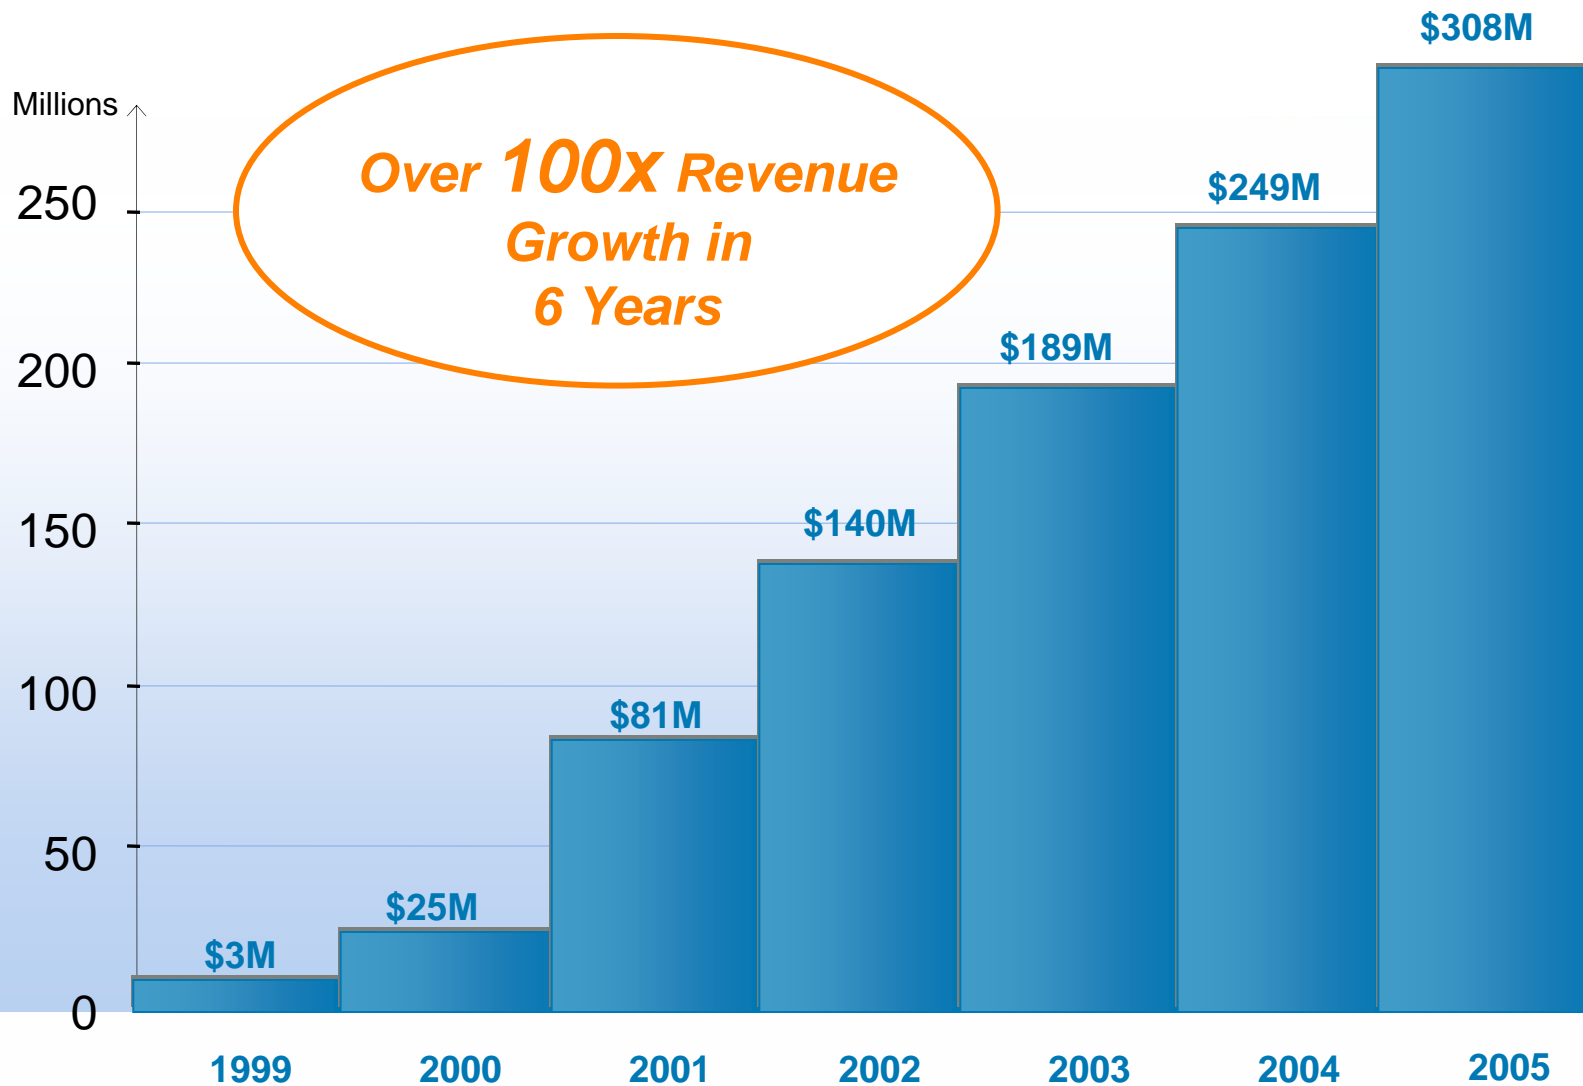 $308M
Millions
Over 100x Revenue
Growth in
6 Years
$249M
250
$189M
200
150
$140M
100
$81M
50
$25M
$3M
0
1999 2000 2001 2002 2003 2004 2005